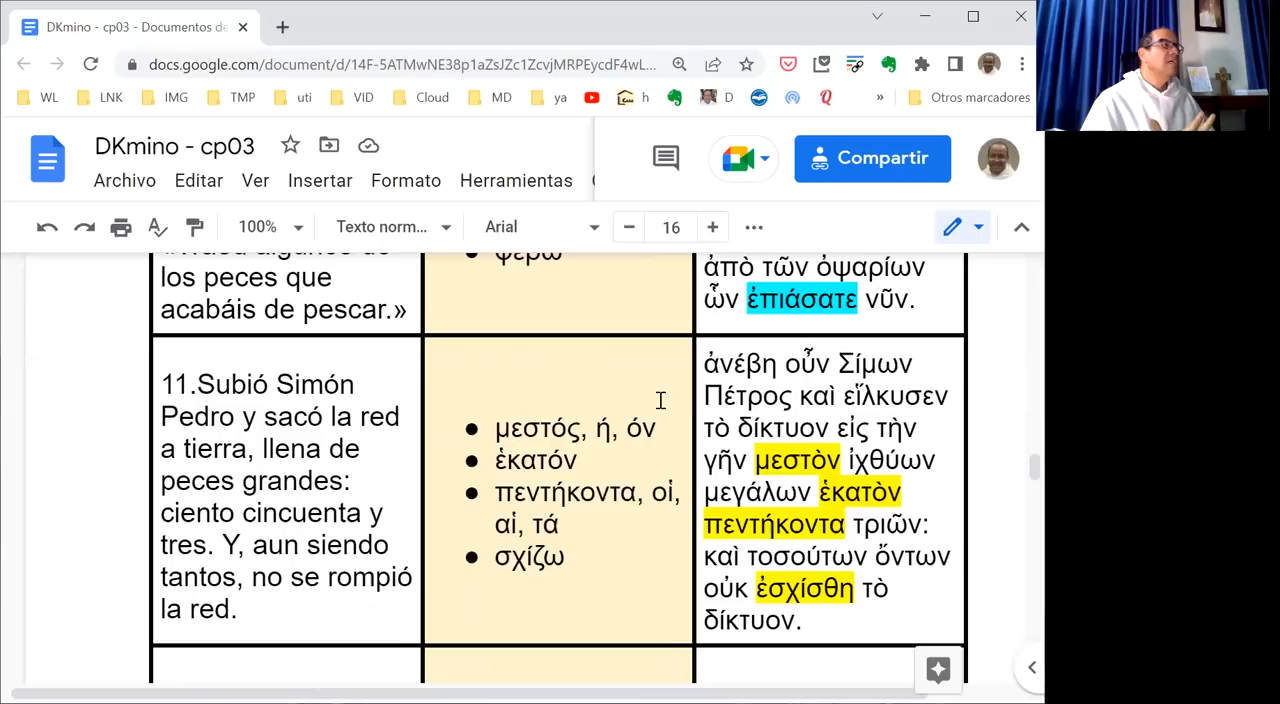 DKmino - cp03 - Documentos de
docs.google.com/document/d/14F-5ATMwNE38p1aZsJZc1ZcvjMRPEycdF4wL...
WL LNK IMG TMP uti VID Cloud MD ya h D » Otros marcadores
DKmino - cp03
Compartir
Archivo Editar Ver Insertar Formato Herramientas
100% Texto norm... Arial 16
los peces que
acabáis de pescar.»
φέρω
ἀπὸ τῶν ὀψαρίων
ὧν ἐπιάσατε νῦν.
11.Subió Simón
Pedro y sacó la red
a tierra, llena de
peces grandes:
ciento cincuenta y
tres. Y, aun siendo
tantos, no se rompió
la red.
● μεστός, ή, όν
● ἑκατόν
● πεντήκοντα, οἱ,
αἱ, τά
● σχίζω
ἀνέβη οὖν Σίμων
Πέτρος καὶ εἵλκυσεν
τὸ δίκτυον εἰς τὴν
γῆν μεστὸν ἰχθύων
μεγάλων ἑκατὸν
πεντήκοντα τριῶν:
καὶ τοσούτων ὄντων
οὐκ ἐσχίσθη τὸ
δίκτυον.